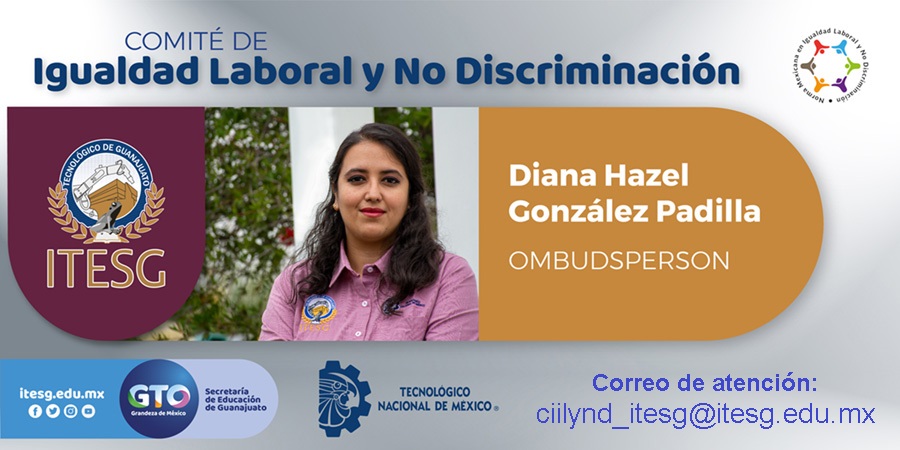 COMITÉ DE
Igualdad Laboral y No Discriminación
Norma Mexicana en Igualdad Laboral y No Discriminación
TECNOLÓGICO DE GUANAJUATO
ITESG
Diana Hazel
González Padilla
OMBUDSPERSON
itesg.edu.mx
GTO
Grandeza de México
Secretaría
de Educación
de Guanajuato
TECNOLÓGICO
NACIONAL DE MÉXICO®
Correo de atención:
ciilynd_itesg@itesg.edu.mx